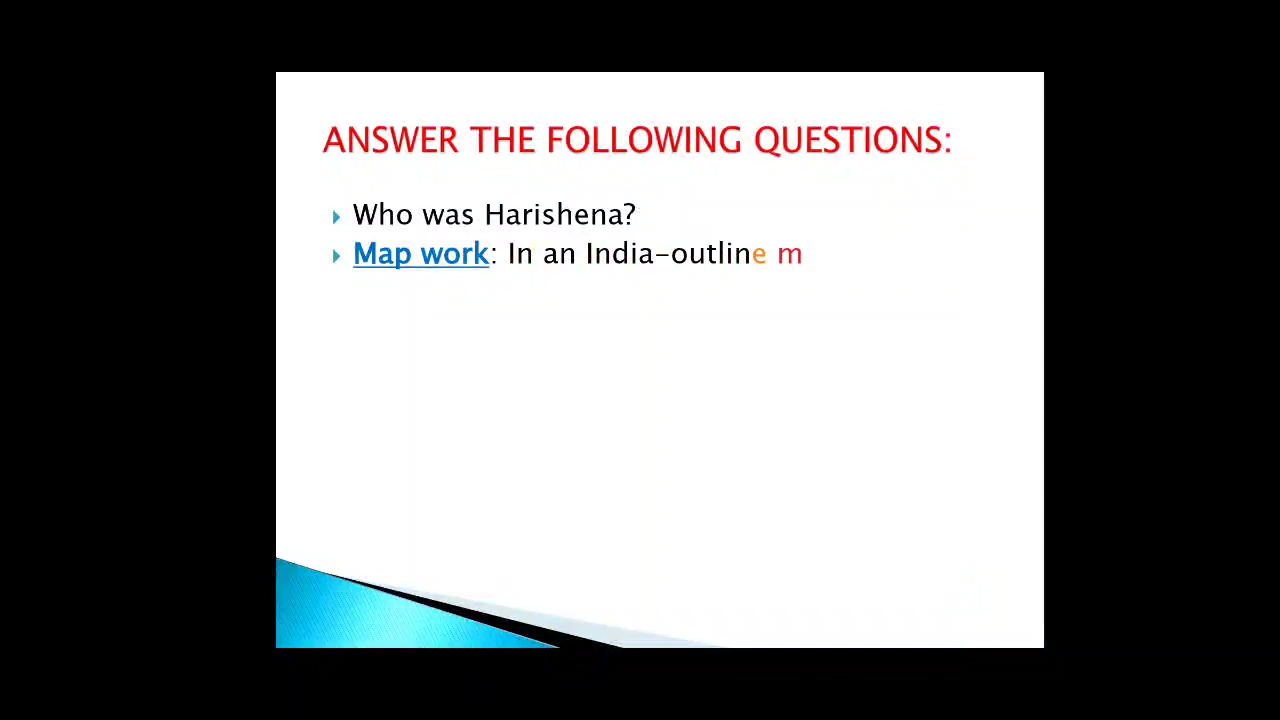 ANSWER THE FOLLOWING QUESTIONS:
Who was Harishena?
Map work: In an India-outline m